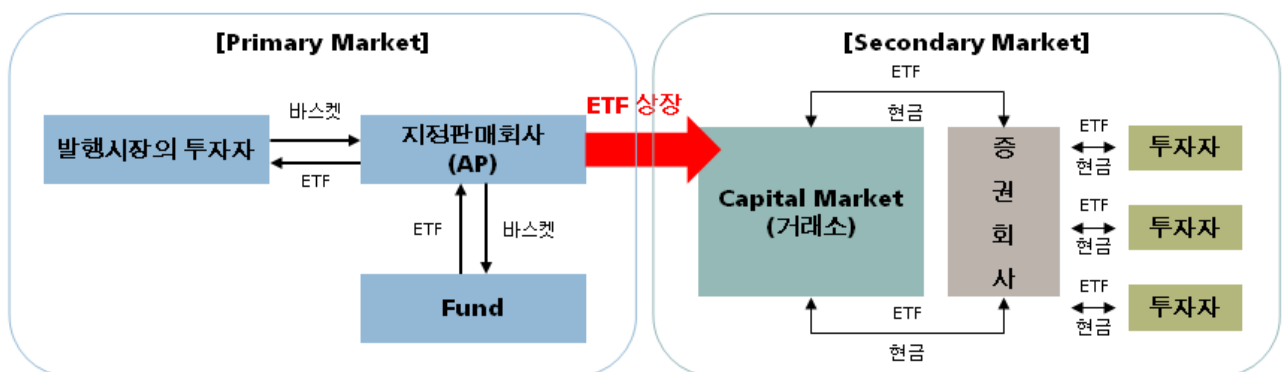 [Primary Market]
발행시장의 투자자
바스켓
ETF
지정판매회사
(AP)
ETF
바스켓
Fund
ETF 상장
[Secondary Market]
ETF
현금
Capital Market
(거래소)
증
권
회
사
ETF
현금
ETF
현금
투자자
ETF
현금
투자자
ETF
현금
투자자